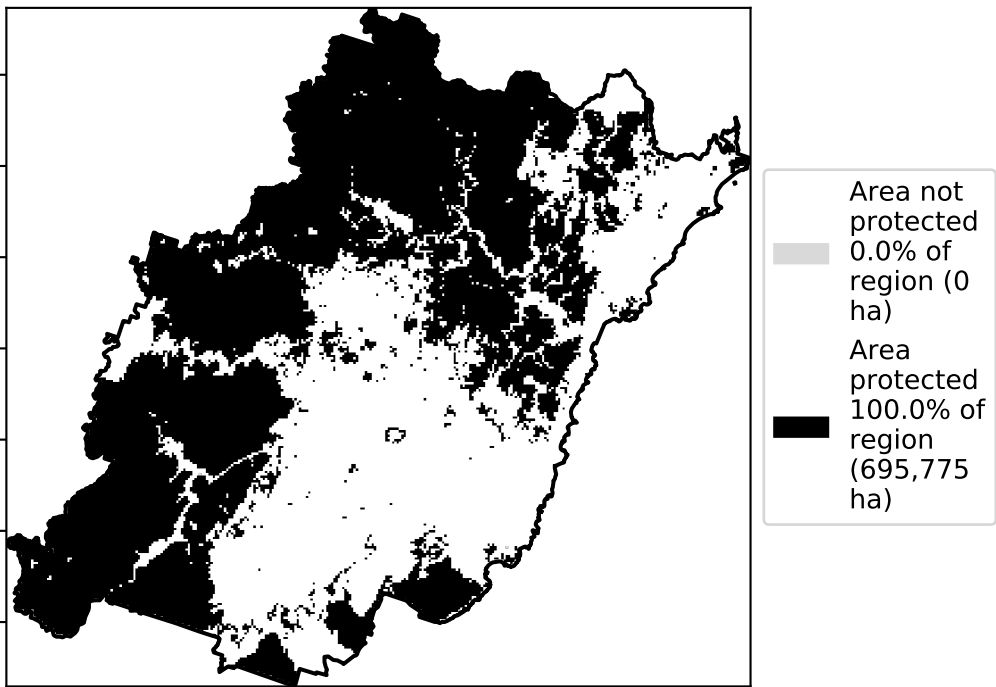 Area not
protected
0.0% of
region (0
ha)
Area
protected
100.0% of
region
(695,775
ha)